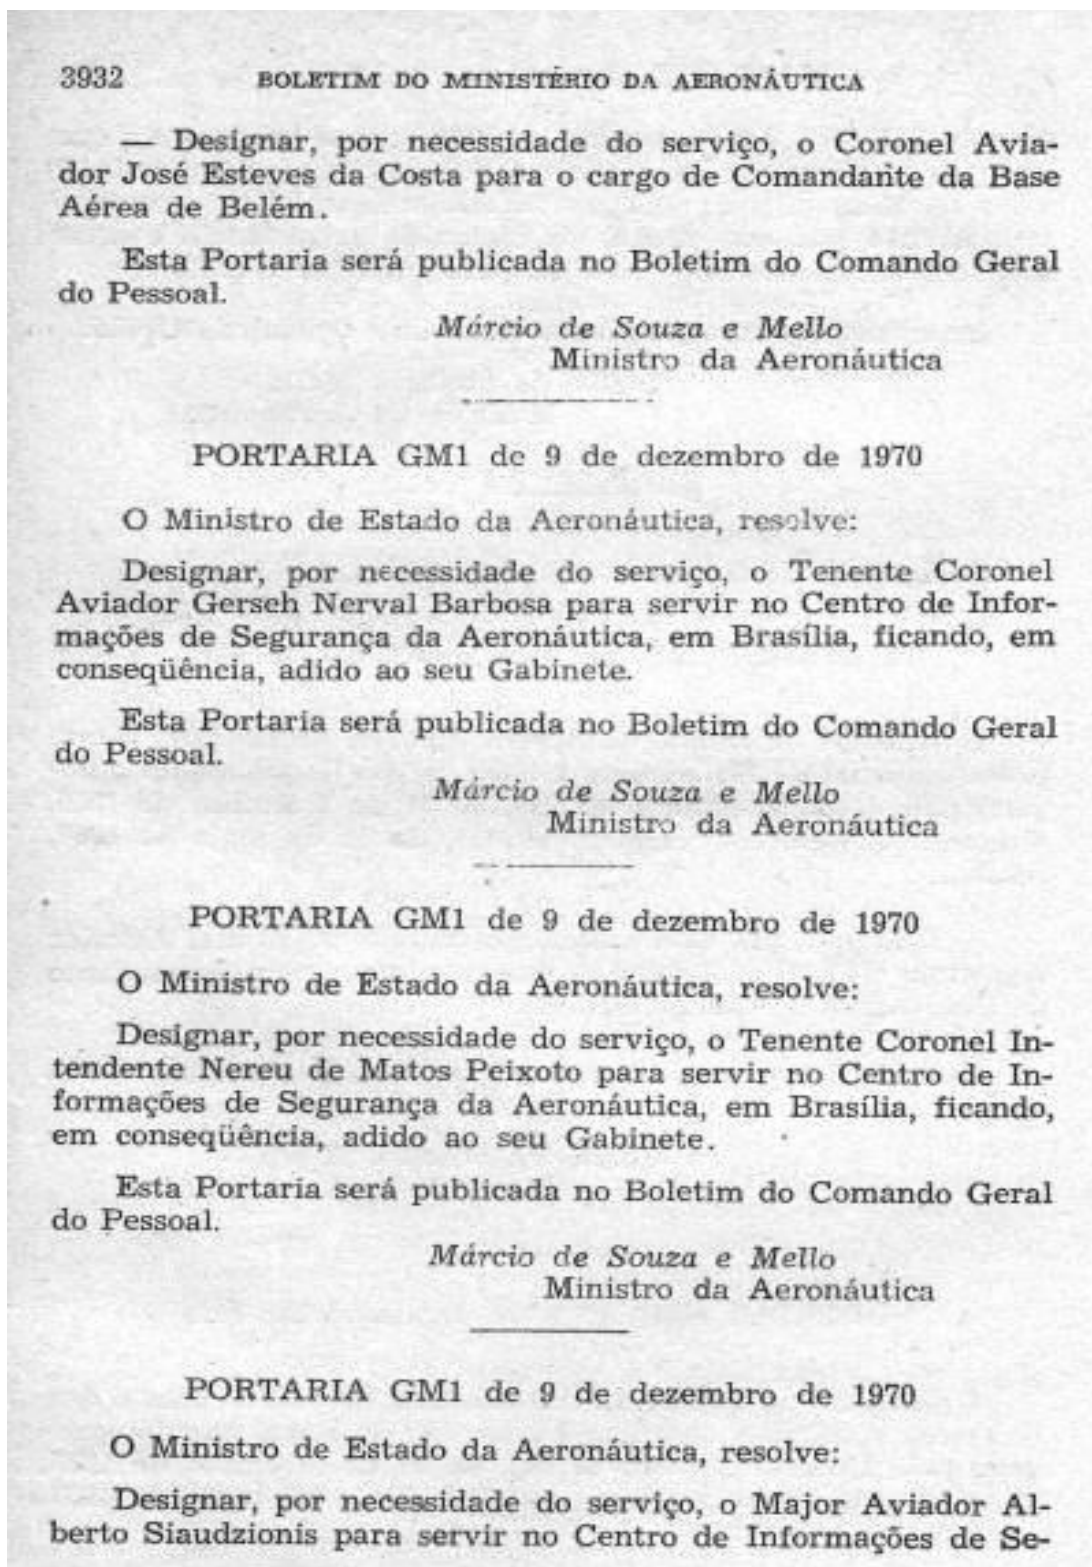 3932 BOLETIM DO MINISTÉRIO DA AERONÁUTICA
— Designar, por necessidade do serviço, o Coronel Avia-
dor José Esteves da Costa para o cargo de Comandante da Base
Aérea de Belém.
Esta Portaria será publicada no Boletim do Comando Geral
do Pessoal.
Márcio de Souza e Mello
Ministro da Aeronáutica
PORTARIA GM1 de 9 de dezembro de 1970
O Ministro de Estado da Aeronáutica, resolve:
Designar, por necessidade do serviço, o Tenente Coronel
Aviador Gerseh Nerval Barbosa para servir no Centro de Infor-
mações de Segurança da Aeronáutica, em Brasília, ficando, em
conseqüência, adido ao seu Gabinete.
Esta Portaria será publicada no Boletim do Comando Geral
do Pessoal.
Márcio de Souza e Mello
Ministro da Aeronáutica
PORTARIA GM1 de 9 de dezembro de 1970
O Ministro de Estado da Aeronáutica, resolve:
Designar, por necessidade do serviço, o Tenente Coronel In-
tendente Nereu de Matos Peixoto para servir no Centro de In-
formações de Segurança da Aeronáutica, em Brasília, ficando,
em conseqüência, adido ao seu Gabinete.
Esta Portaria será publicada no Boletim do Comando Geral
do Pessoal.
Márcio de Souza e Mello
Ministro da Aeronáutica
PORTARIA GM1 de 9 de dezembro de 1970
O Ministro de Estado da Aeronáutica, resolve:
Designar, por necessidade do serviço, o Major Aviador Al-
berto Siaudzionis para servir no Centro de Informações de Se-